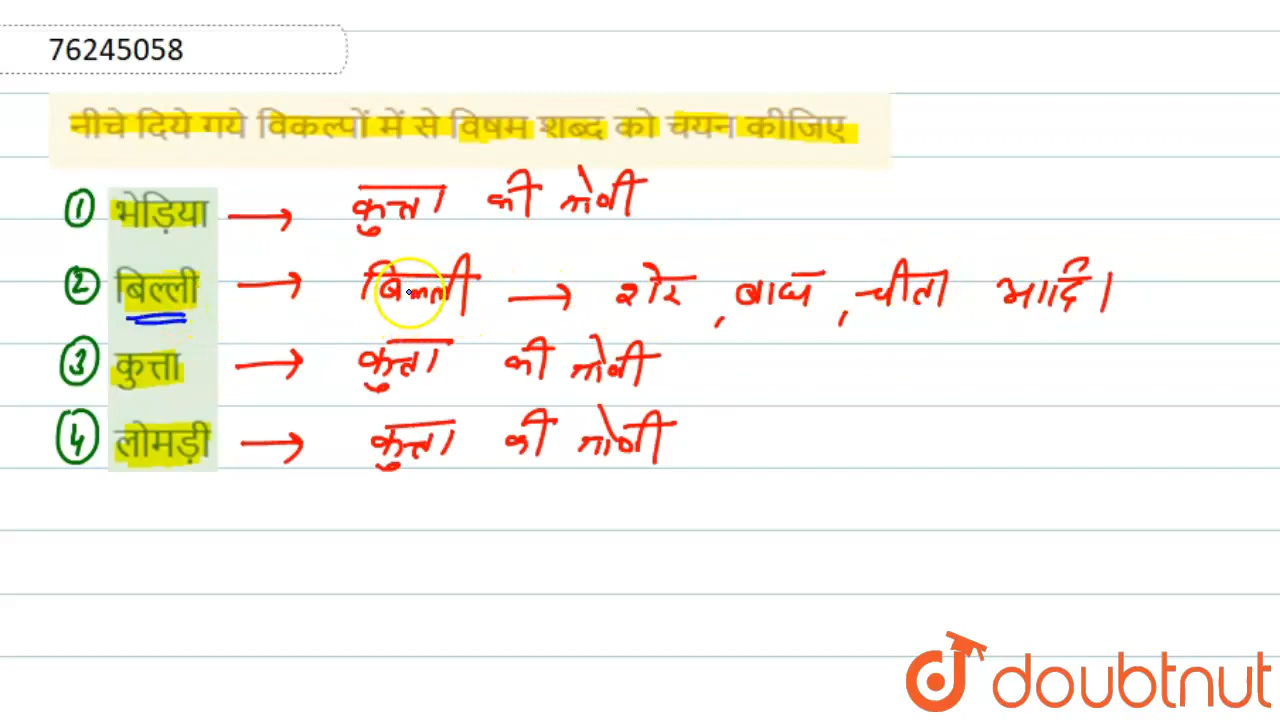 76245058
नीचे दिये गये विकल्पों में से विषम शब्द को चयन कीजिए
① भेड़िया → कुत्ता की श्रेणी
② बिल्ली → बिल्ली → शेर, बाघ, चीता आदि।
③ कुत्ता → कुत्ता की श्रेणी
④ लोमड़ी → कुत्ता की श्रेणी
doubtnut